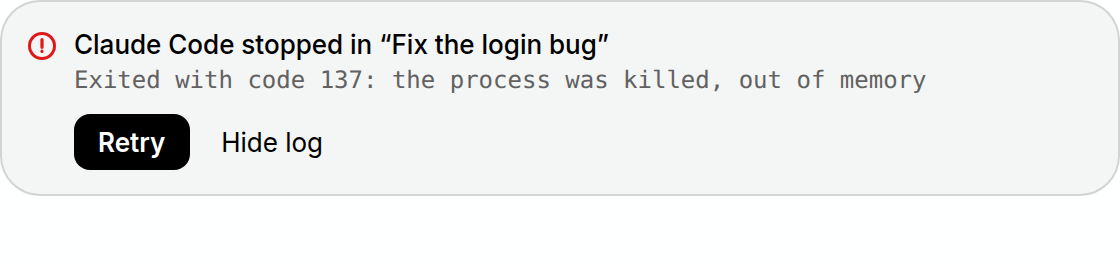 Claude Code stopped in “Fix the login bug”
Exited with code 137: the process was killed, out of memory
Retry
Hide log